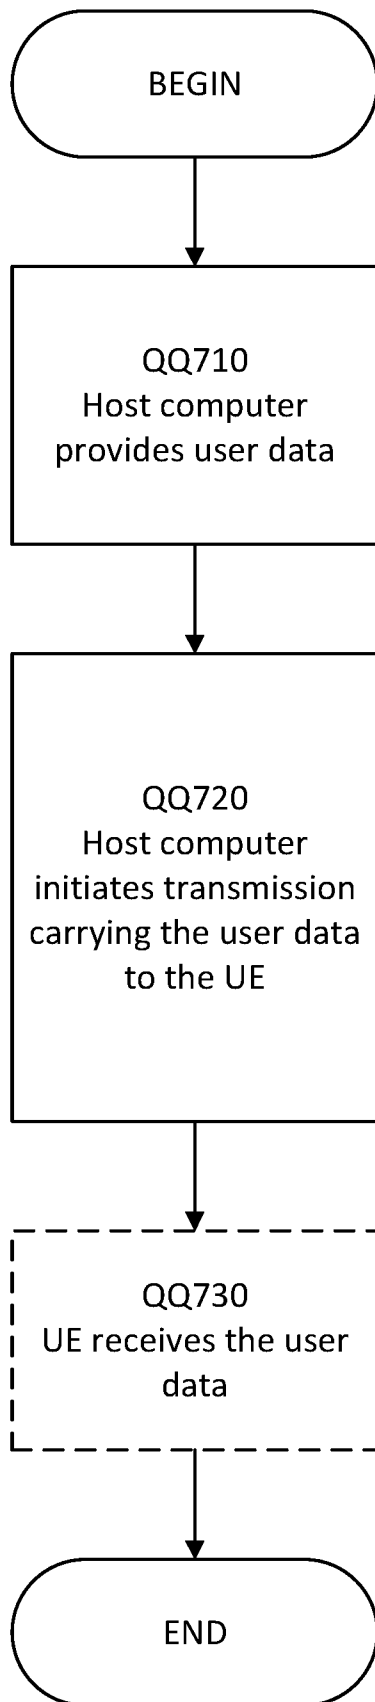 BEGIN
QQ710
Host computer
provides user data
QQ720
Host computer
initiates transmission
carrying the user data
to the UE
QQ730
UE receives the user
data
END